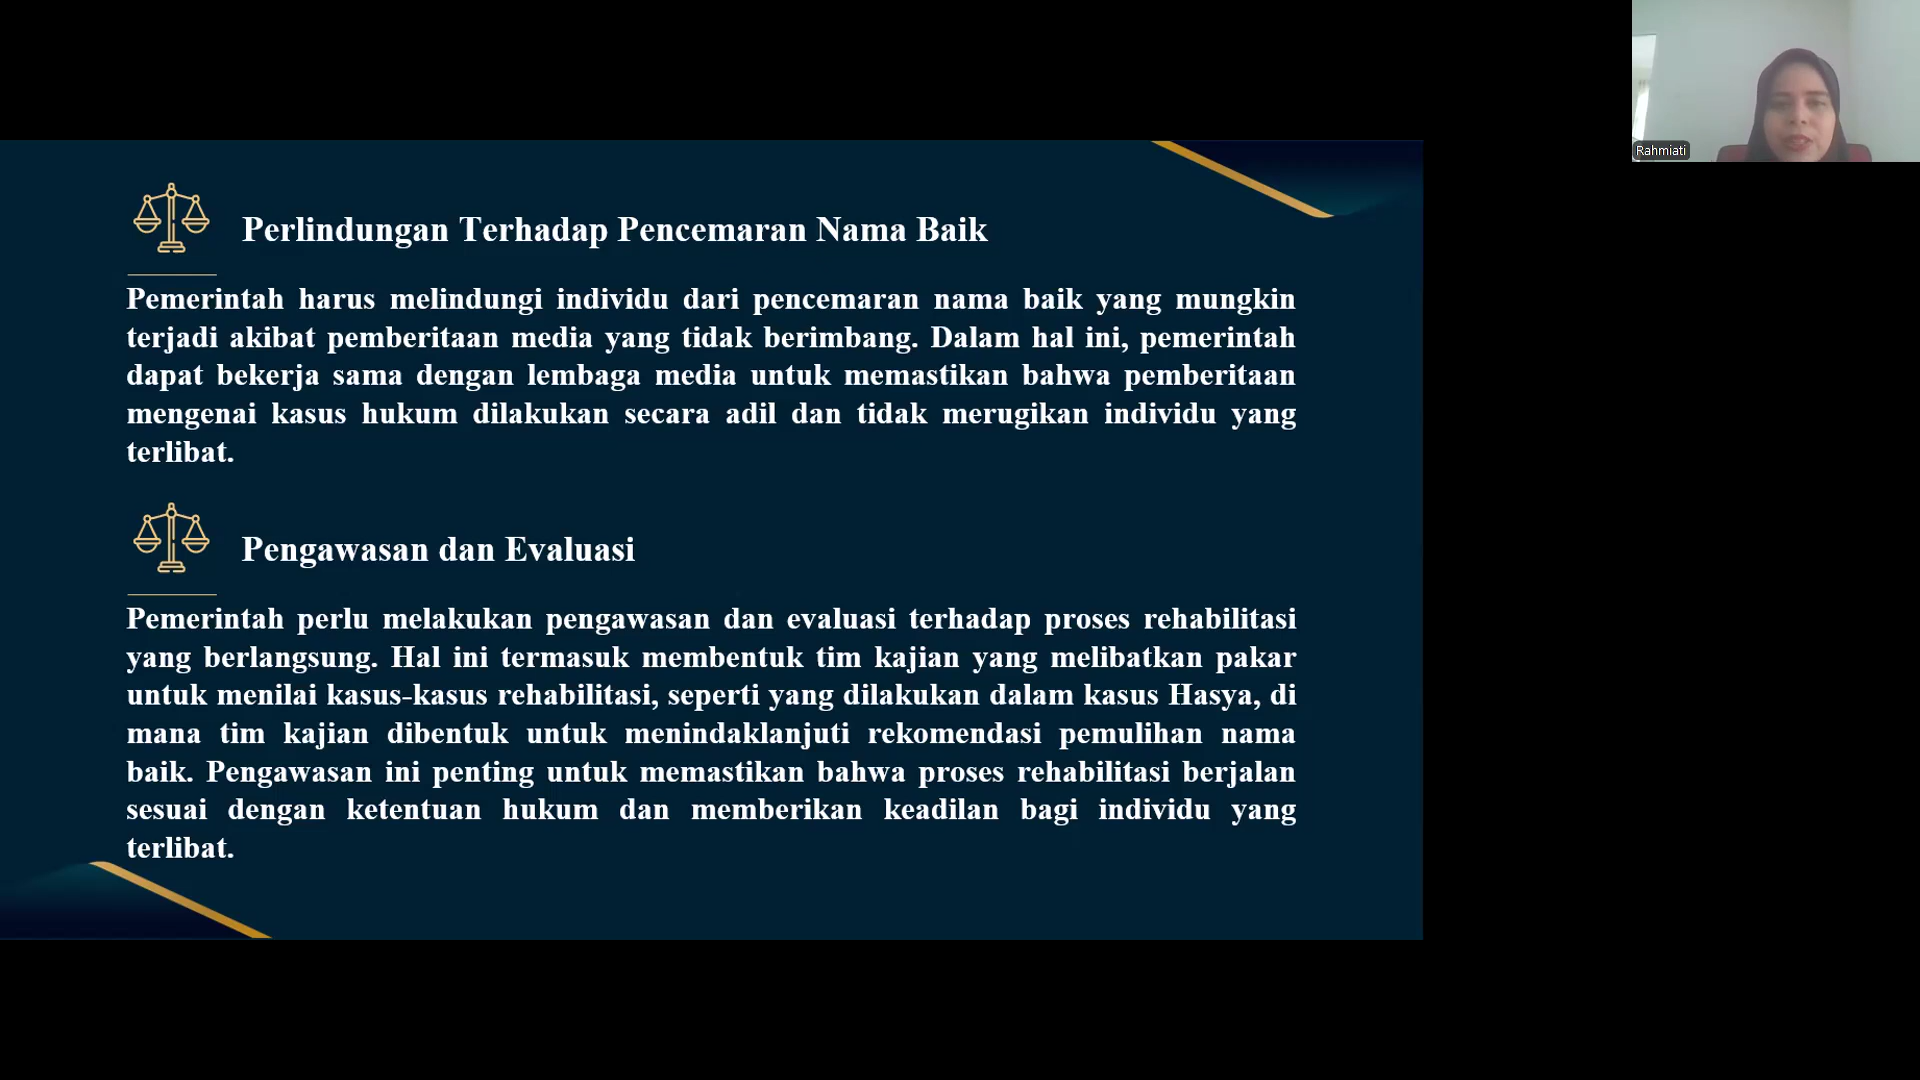 Rahmiati
Perlindungan Terhadap Pencemaran Nama Baik
Pemerintah harus melindungi individu dari pencemaran nama baik yang mungkin
terjadi akibat pemberitaan media yang tidak berimbang. Dalam hal ini, pemerintah
dapat bekerja sama dengan lembaga media untuk memastikan bahwa pemberitaan
mengenai kasus hukum dilakukan secara adil dan tidak merugikan individu yang
terlibat.
Pengawasan dan Evaluasi
Pemerintah perlu melakukan pengawasan dan evaluasi terhadap proses rehabilitasi
yang berlangsung. Hal ini termasuk membentuk tim kajian yang melibatkan pakar
untuk menilai kasus-kasus rehabilitasi, seperti yang dilakukan dalam kasus Hasya, di
mana tim kajian dibentuk untuk menindaklanjuti rekomendasi pemulihan nama
baik. Pengawasan ini penting untuk memastikan bahwa proses rehabilitasi berjalan
sesuai dengan ketentuan hukum dan memberikan keadilan bagi individu yang
terlibat.